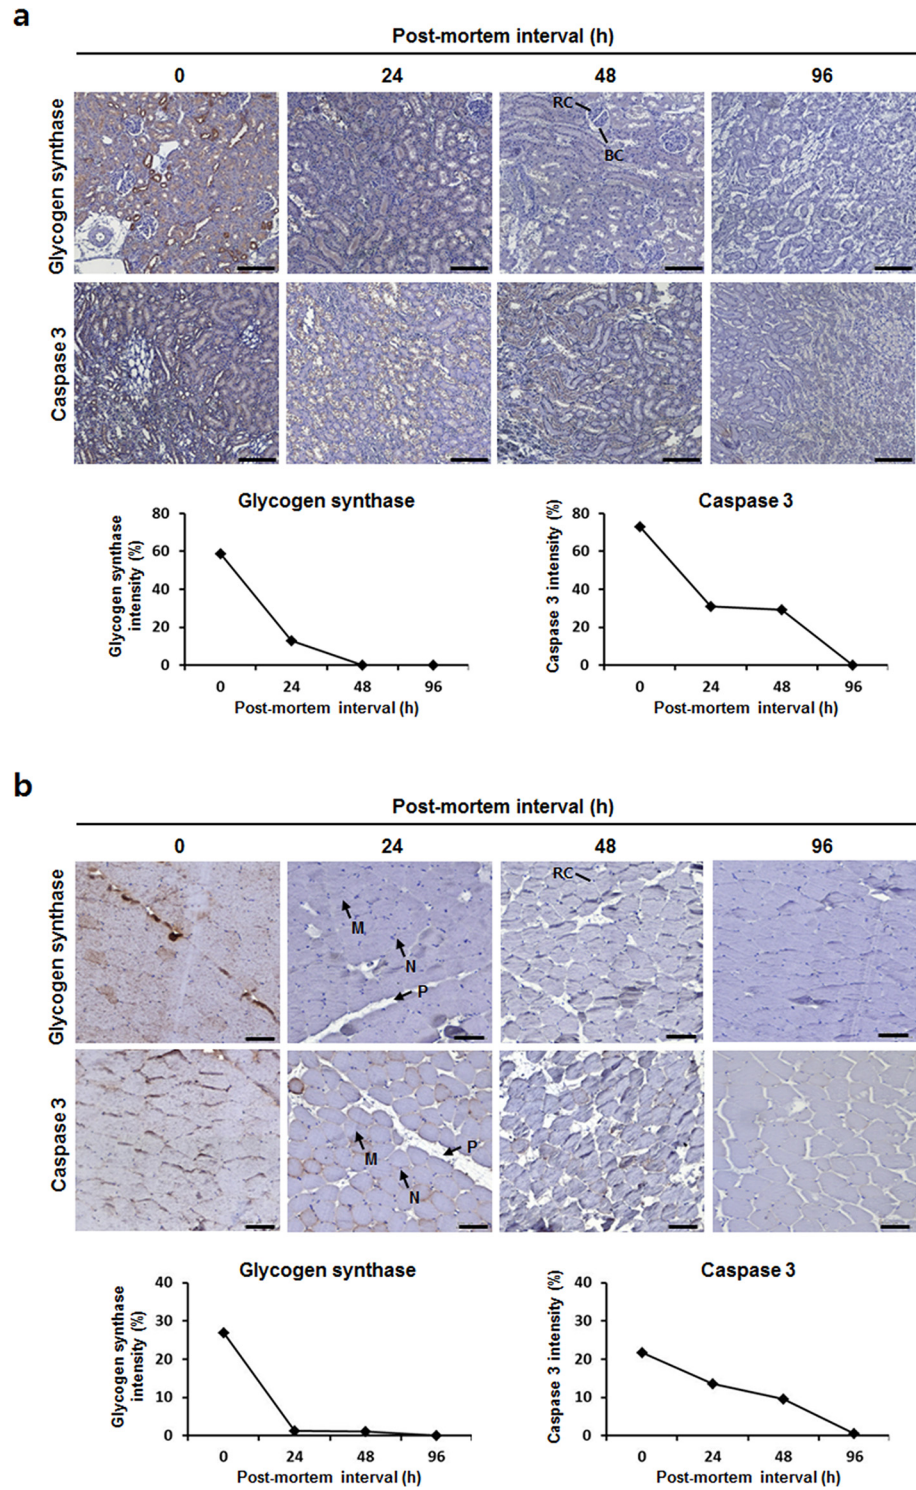 a
Post-mortem interval (h)
0 24 48 96
Glycogen synthase
RC
BC
Caspase 3
Glycogen synthase
Glycogen synthase
intensity (%)
80
60
40
20
0
0 24 48 96
Post-mortem interval (h)
Caspase 3
Caspase 3 intensity (%)
80
60
40
20
0
0 24 48 96
Post-mortem interval (h)
b
Post-mortem interval (h)
0 24 48 96
Glycogen synthase
M
N
P
RC
Caspase 3
M
N
P
Glycogen synthase
Glycogen synthase
intensity (%)
40
30
20
10
0
0 24 48 96
Post-mortem interval (h)
Caspase 3
Caspase 3 intensity (%)
40
30
20
10
0
0 24 48 96
Post-mortem interval (h)